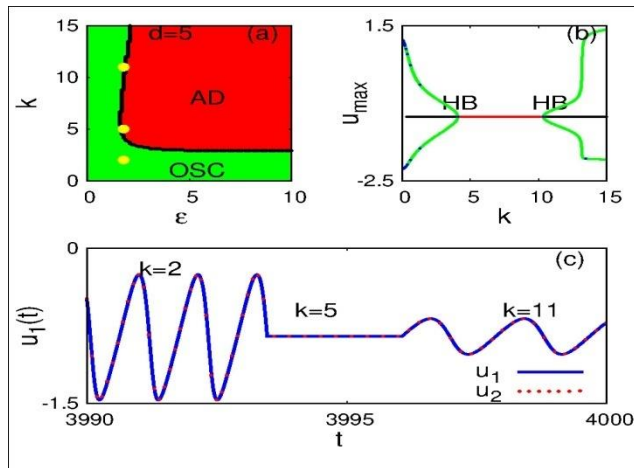 15
d=5
(a)
10
k
AD
5
OSC
0
0
5
10
ε
1.5
(b)
u_max
HB
HB
-2.5
0
5
10
15
k
0
(c)
k=2
k=5
k=11
u_1(t)
u_1
u_2
-1.5
3990
3995
4000
t